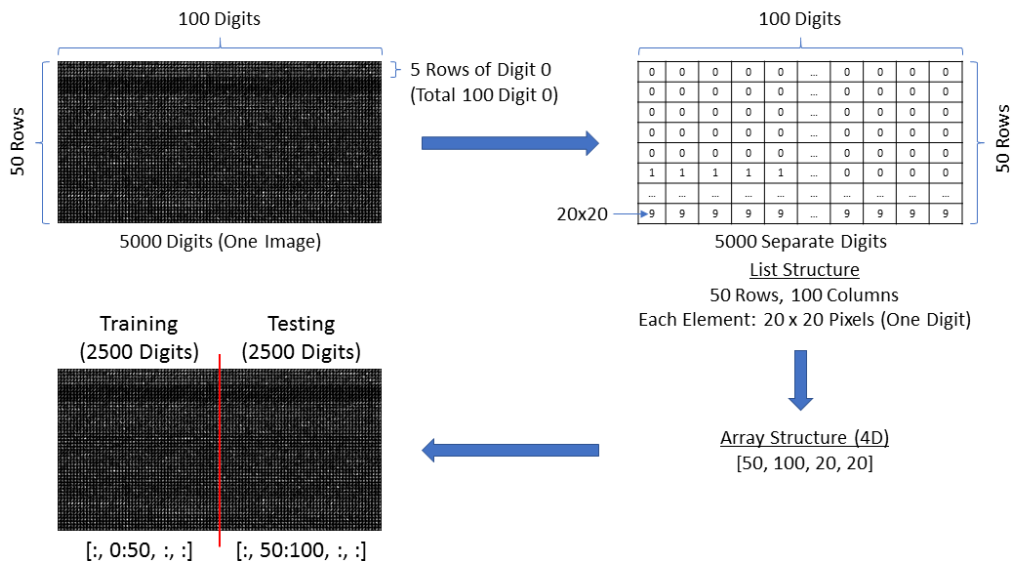 100 Digits
50 Rows
5 Rows of Digit 0
(Total 100 Digit 0)
5000 Digits (One Image)
100 Digits
0 0 0 0 0 ... 0 0 0 0
0 0 0 0 0 ... 0 0 0 0
0 0 0 0 0 ... 0 0 0 0
0 0 0 0 0 ... 0 0 0 0
0 0 0 0 0 ... 0 0 0 0
1 1 1 1 1 ... 0 0 0 0
... ... ... ... ... ... ... ... ... ...
9 9 9 9 9 ... 9 9 9 9
20x20
50 Rows
5000 Separate Digits
List Structure
50 Rows, 100 Columns
Each Element: 20 x 20 Pixels (One Digit)
Array Structure (4D)
[50, 100, 20, 20]
Training
(2500 Digits)
Testing
(2500 Digits)
[:, 0:50, :, :]
[:, 50:100, :, :]